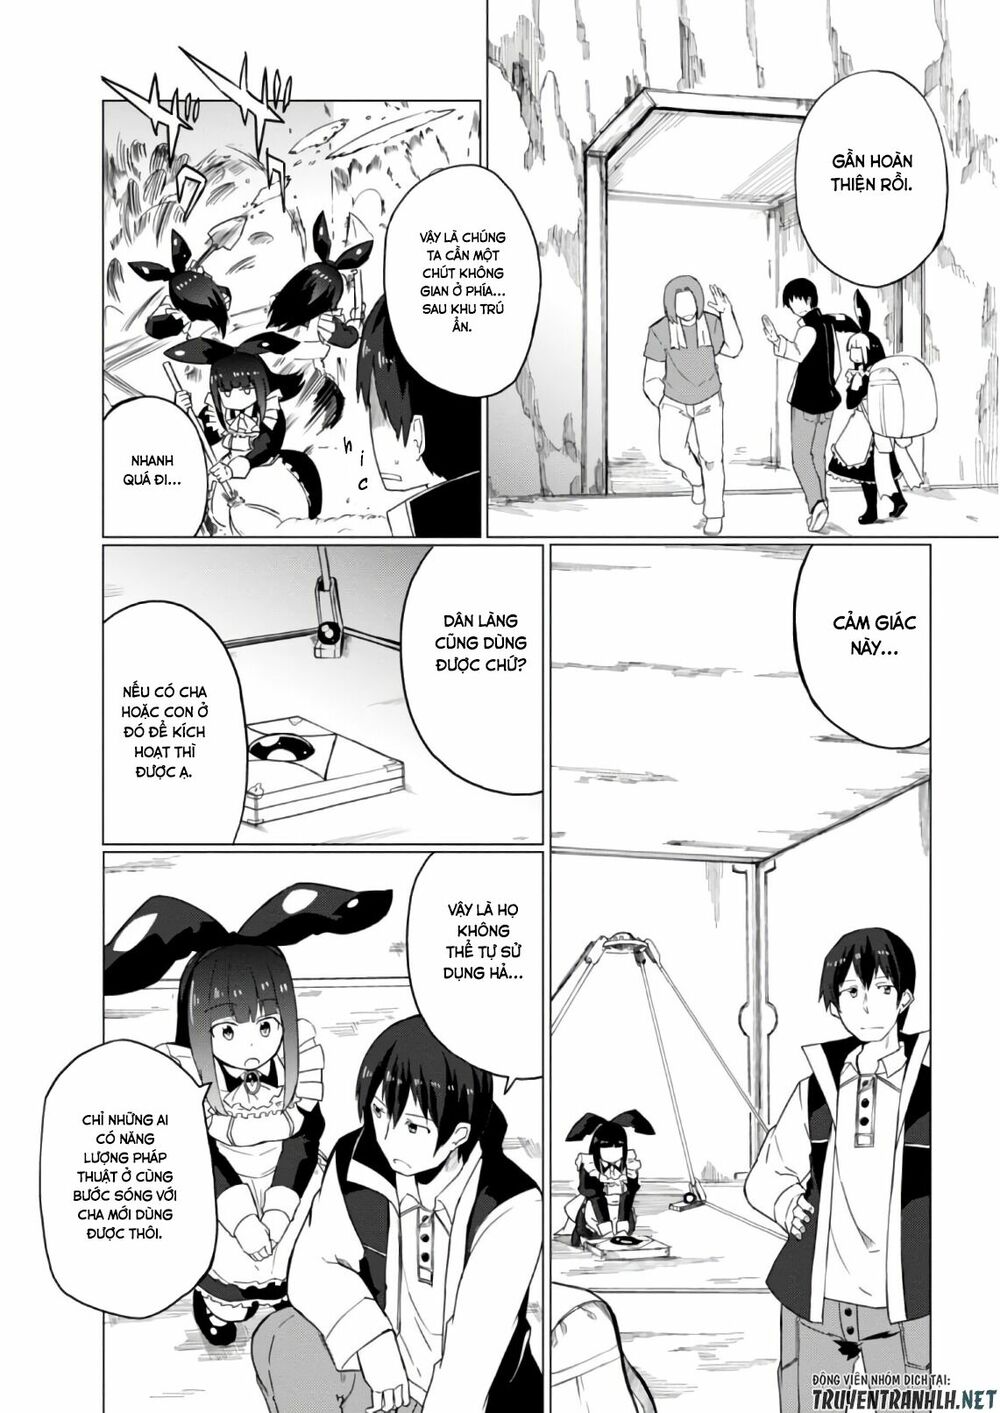 GẦN HOÀN
THIỆN RỒI.
VẬY LÀ CHÚNG
TA CẦN MỘT
CHÚT KHÔNG
GIAN Ở PHÍA...
SAU KHU TRÚ
ẨN.
NHANH
QUÁ ĐI...
hic
CẢM GIÁC
NÀY...
DÂN LÀNG
CŨNG DÙNG
ĐƯỢC CHỨ?
NẾU CÓ CHA
HOẶC CON Ở
ĐÓ ĐỂ KÍCH
HOẠT THÌ
ĐƯỢC Ạ.
VẬY LÀ HỌ
KHÔNG
THỂ TỰ SỬ
DỤNG HẢ...
CHỈ NHỮNG AI
CÓ NĂNG
LƯỢNG PHÁP
THUẬT Ở CÙNG
BƯỚC SÓNG VỚI
CHA MỚI DÙNG
ĐƯỢC THÔI.
ĐỘNG VIÊN NHÓM DỊCH TẠI:
TRUYENTRANHLH.NET